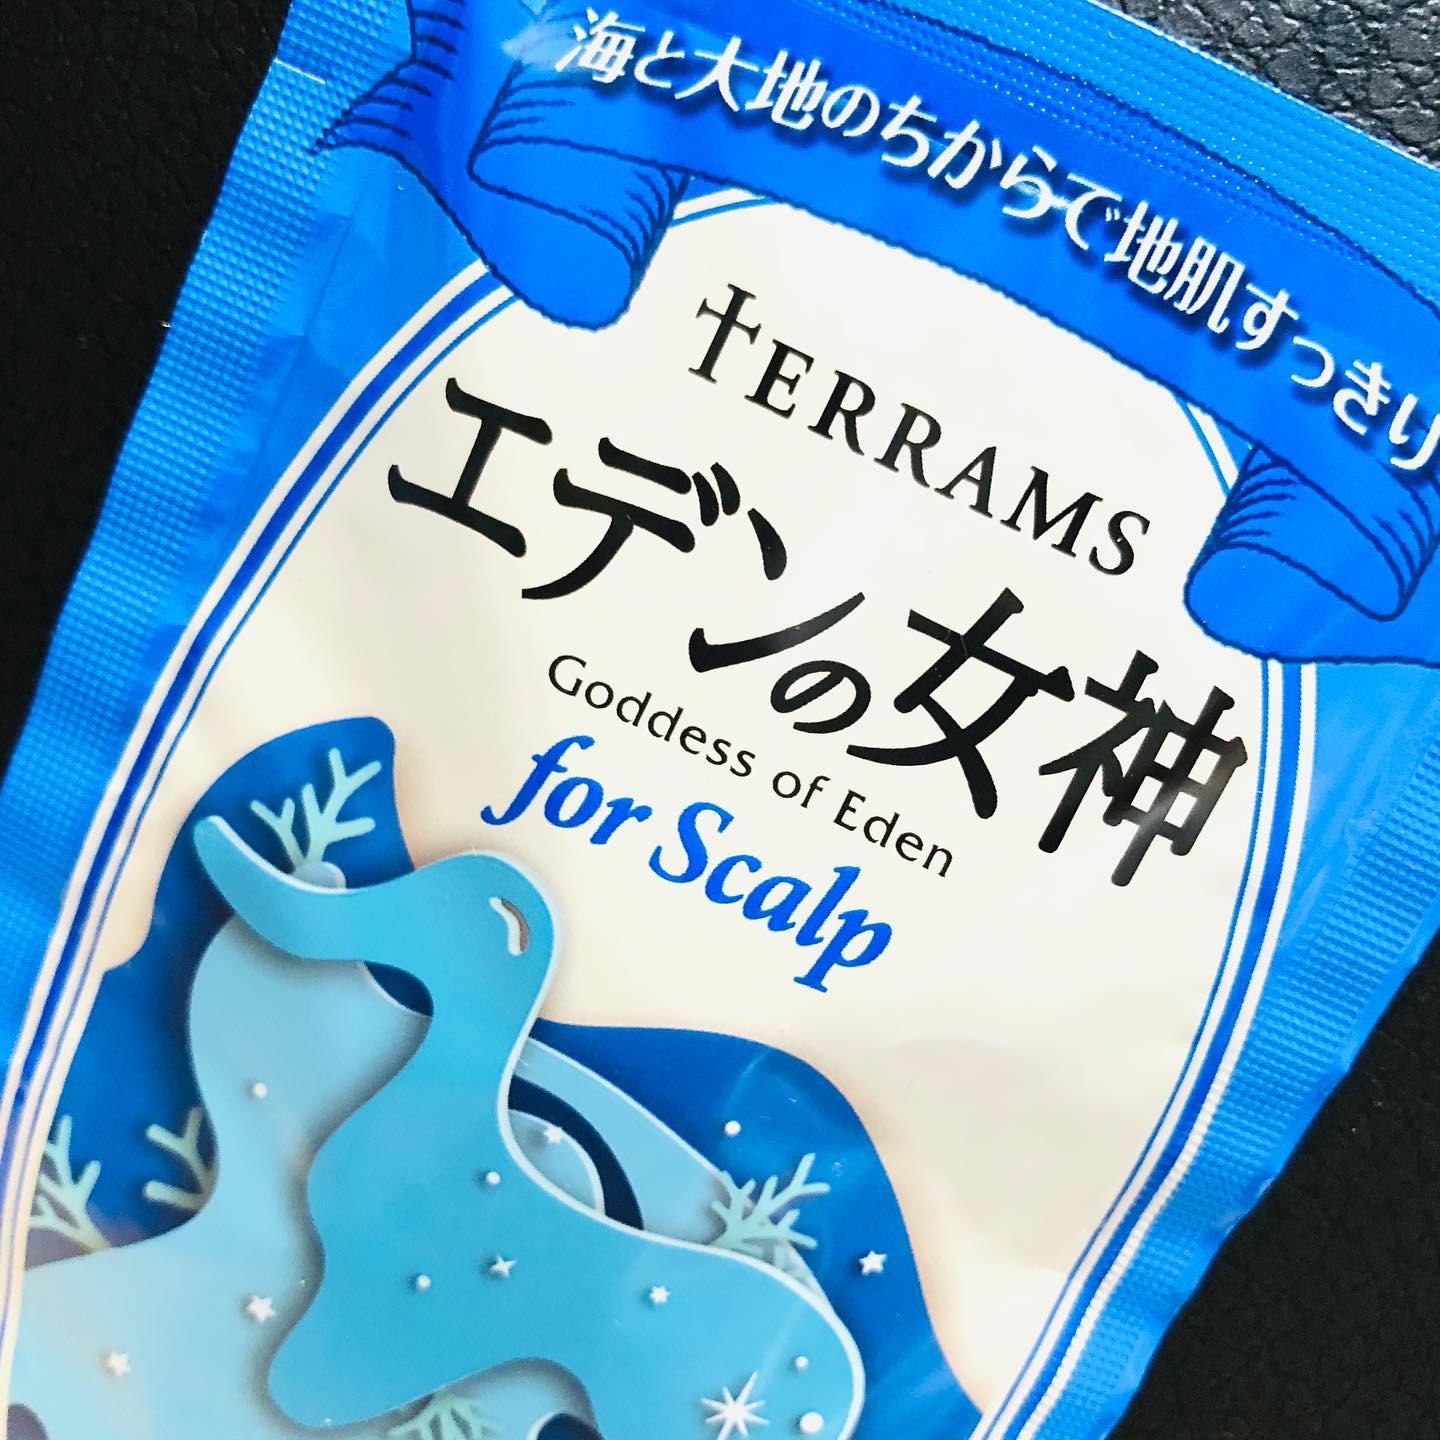 海と大地のちからで地肌すっきり
TERRAMS
エデンの女神
Goddess of Eden
for Scalp